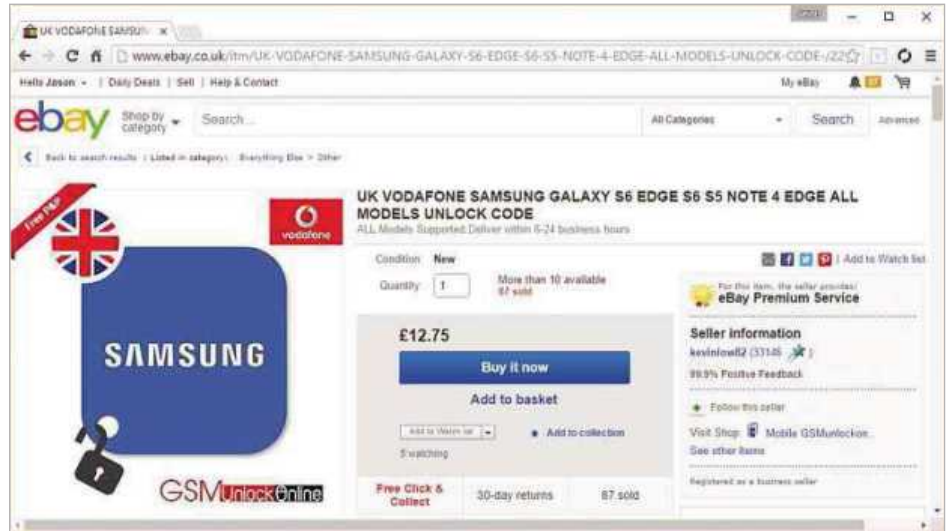 UK VODAFONE SAMSUN
www.ebay.co.uk/itm/UK-VODAFONE-SAMSUNG-GALAXY-S6-EDGE-S6-S5-NOTE-4-EDGE-ALL-MODELS-UNLOCK-CODE-/22
Hello Jason | Daily Deals | Sell | Help & Contact
My eBay
ebay
Shop by category
Search...
All Categories
Search
Advanced
Back to search results | Listed in category: Everything Else > Other
Free P&P
vodafone
SAMSUNG
GSMUnlockOnline
UK VODAFONE SAMSUNG GALAXY S6 EDGE S6 S5 NOTE 4 EDGE ALL
MODELS UNLOCK CODE
ALL Models Supported Deliver within 6-24 business hours
Condition New
| Add to Watch list
Quantity 1
More than 10 available
87 sold
£12.75
Buy it now
Add to basket
Add to Watch list
Add to collection
5 watching
Free Click & Collect
30-day returns
87 sold
For this item, the seller provides:
eBay Premium Service
Seller information
kevinlow82 (33146)
99.9% Positive Feedback
Follow this seller
Visit Shop: Mobile GSMunlockon...
See other items
Registered as a business seller